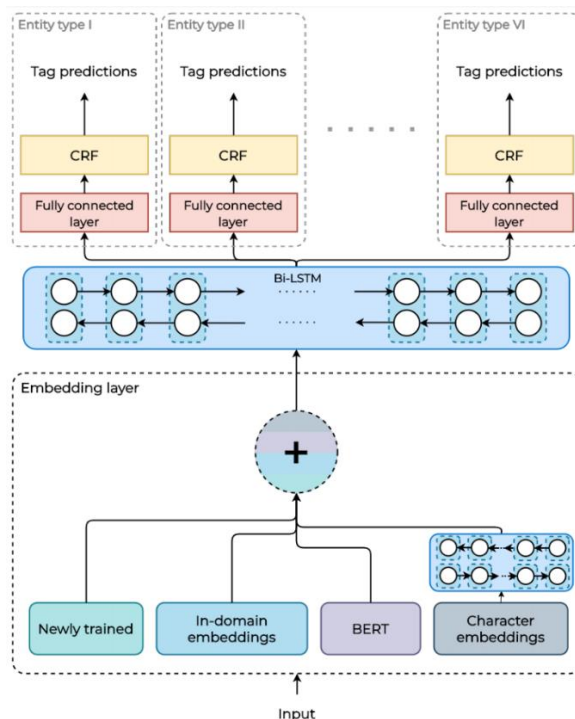 Entity type I
Entity type II
Entity type VI
Tag predictions
Tag predictions
Tag predictions
CRF
CRF
CRF
Fully connected
layer
Fully connected
layer
Fully connected
layer
Bi-LSTM
Embedding layer
+
Newly trained
In-domain
embeddings
BERT
Character
embeddings
Input